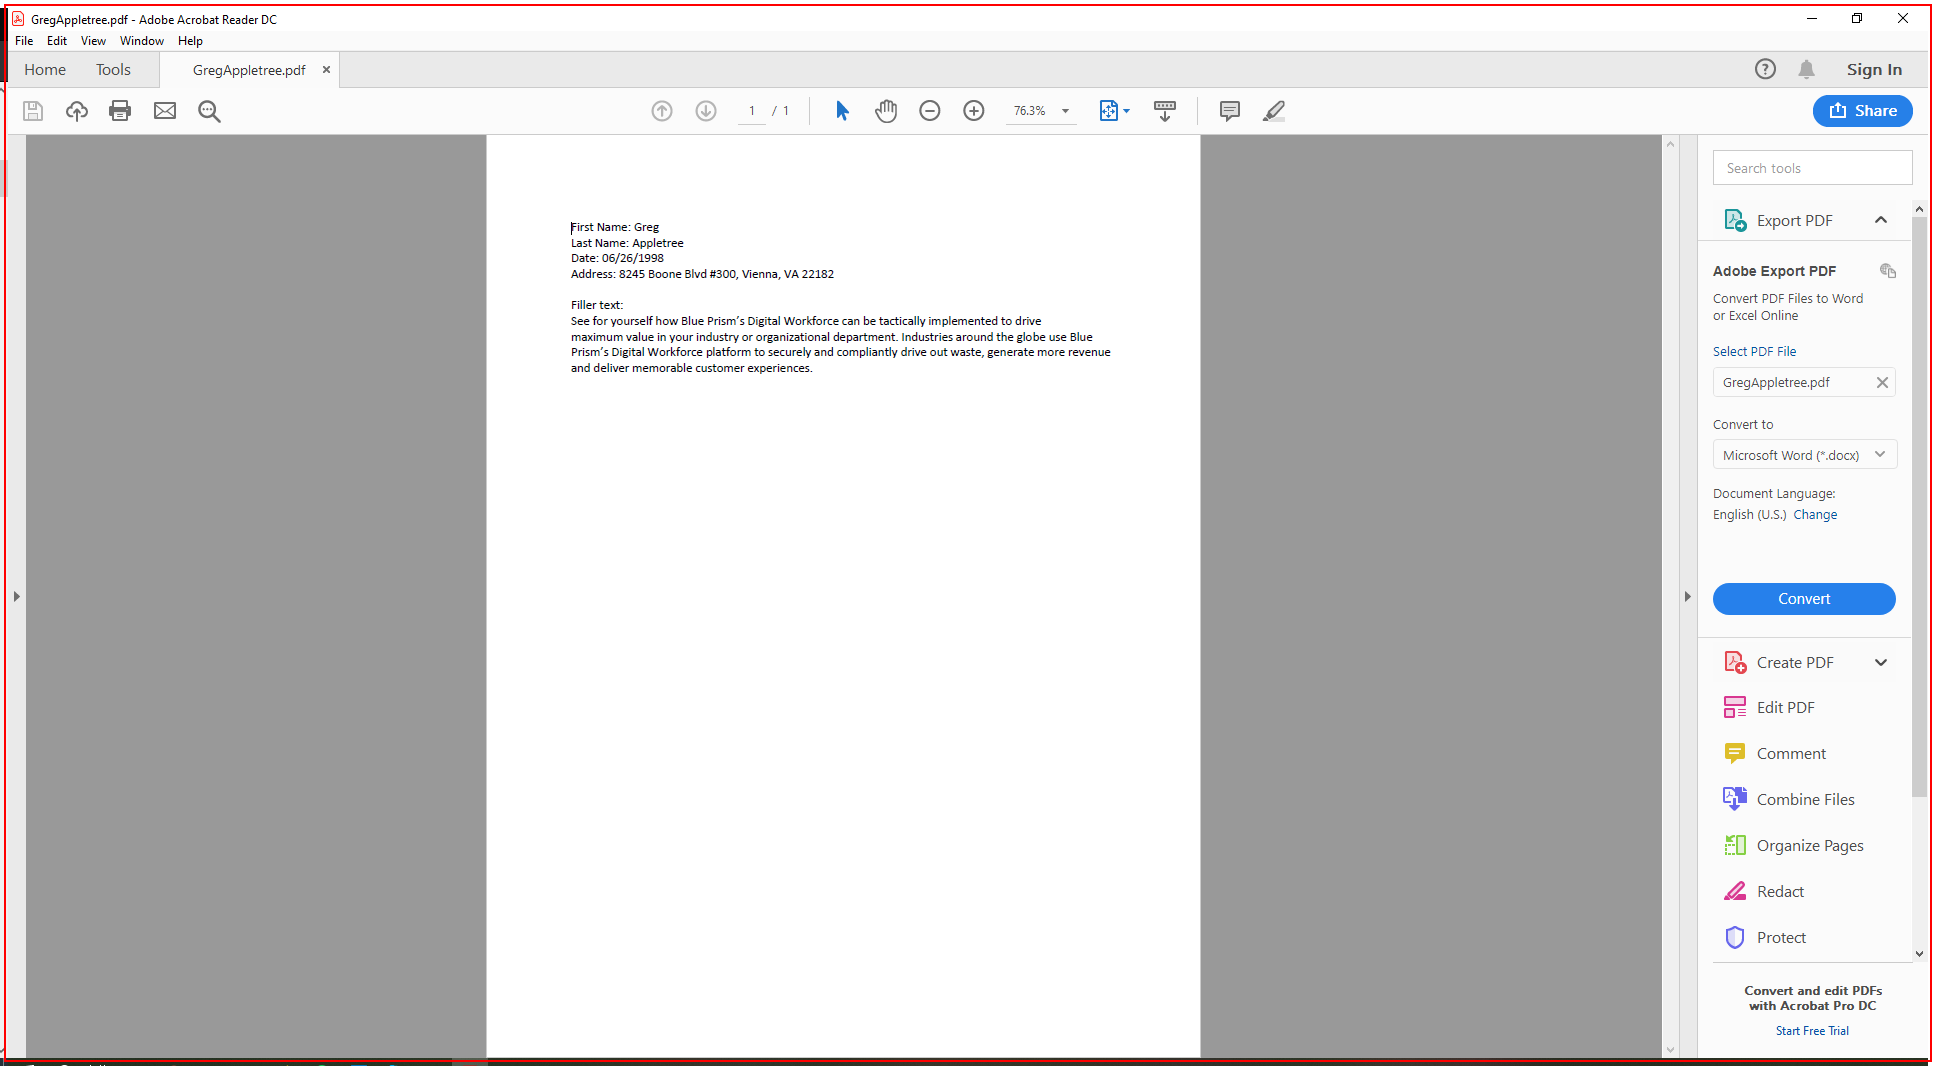 GregAppletree.pdf - Adobe Acrobat Reader DC
File Edit View Window Help
Home Tools GregAppletree.pdf Sign In
1 / 1 76.3% Share
First Name: Greg
Last Name: Appletree
Date: 06/26/1998
Address: 8245 Boone Blvd #300, Vienna, VA 22182
Filler text:
See for yourself how Blue Prism’s Digital Workforce can be tactically implemented to drive
maximum value in your industry or organizational department. Industries around the globe use Blue
Prism’s Digital Workforce platform to securely and compliantly drive out waste, generate more revenue
and deliver memorable customer experiences.
Search tools
Export PDF
Adobe Export PDF
Convert PDF Files to Word
or Excel Online
Select PDF File
GregAppletree.pdf
Convert to
Microsoft Word (*.docx)
Document Language:
English (U.S.) Change
Convert
Create PDF
Edit PDF
Comment
Combine Files
Organize Pages
Redact
Protect
Convert and edit PDFs
with Acrobat Pro DC
Start Free Trial